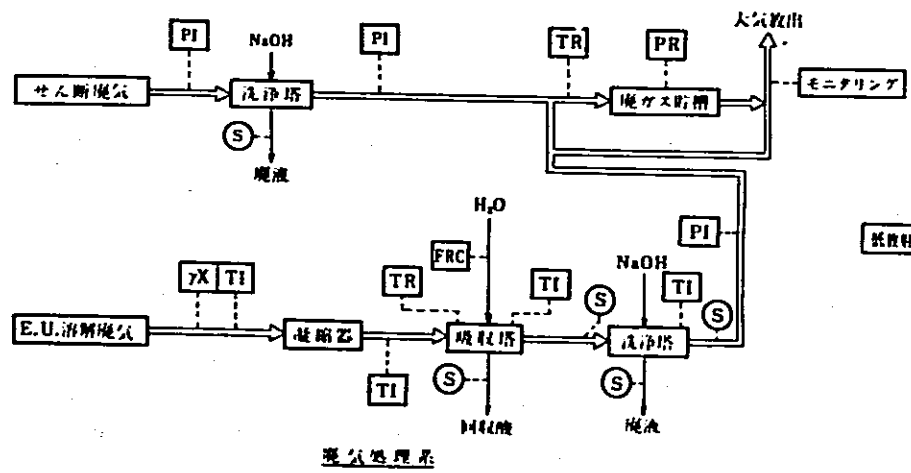 大気放出
PI
NaOH
PI
TR
PR
せん断廃気
洗浄塔
廃ガス貯槽
モニタリング
S
廃液
H₂O
PI
FRC
NaOH
γX
TI
TR
TI
S
TI
S
E.U.溶解廃気
凝縮器
吸収塔
洗浄塔
TI
S
S
回収酸
廃液
廃気処理系